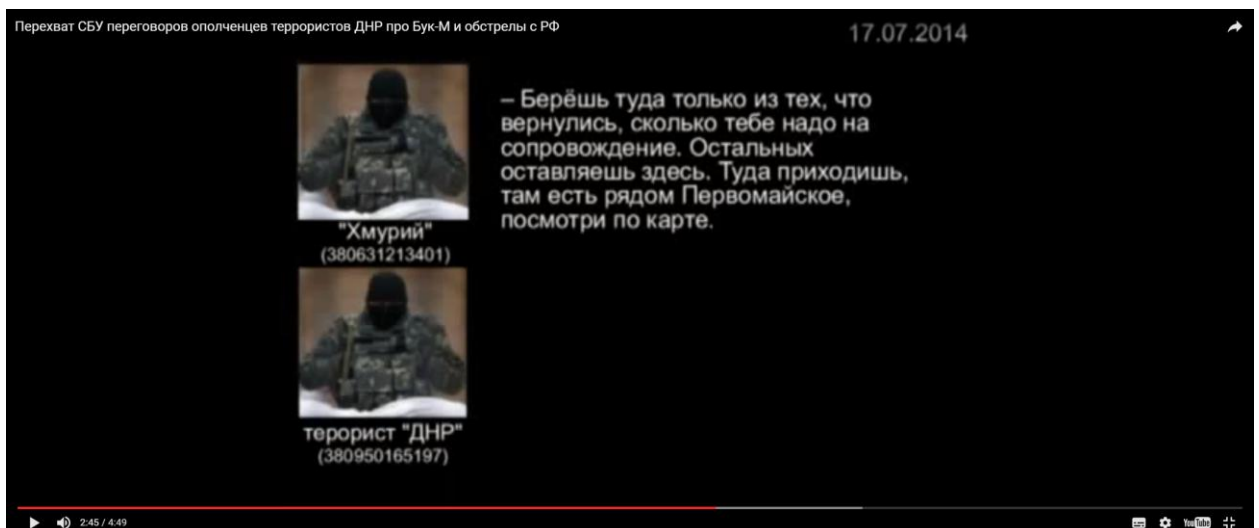 Перехват СБУ переговоров ополченцев террористов ДНР про Бук-М и обстрелы с РФ
17.07.2014
– Берёшь туда только из тех, что
вернулись, сколько тебе надо на
сопровождение. Остальных
оставляешь здесь. Туда приходишь,
там есть рядом Первомайское,
посмотри по карте.
"Хмурий"
(380631213401)
терорист "ДНР"
(380950165197)
2:45 / 4:49
YouTube